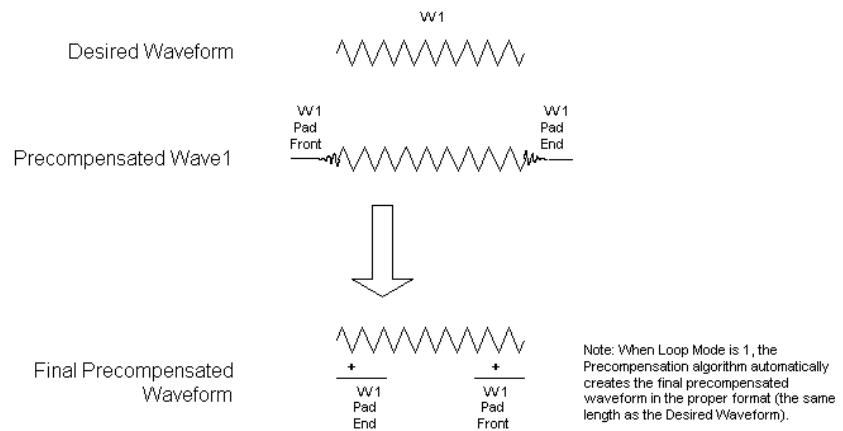 W1
Desired Waveform
W1
Pad
Front
W1
Pad
End
Precompensated Wave1
Final Precompensated
Waveform
+
+
W1
Pad
End
W1
Pad
Front
Note: When Loop Mode is 1, the
Precompensation algorithm automatically
creates the final precompensated
waveform in the proper format (the same
length as the Desired Waveform).